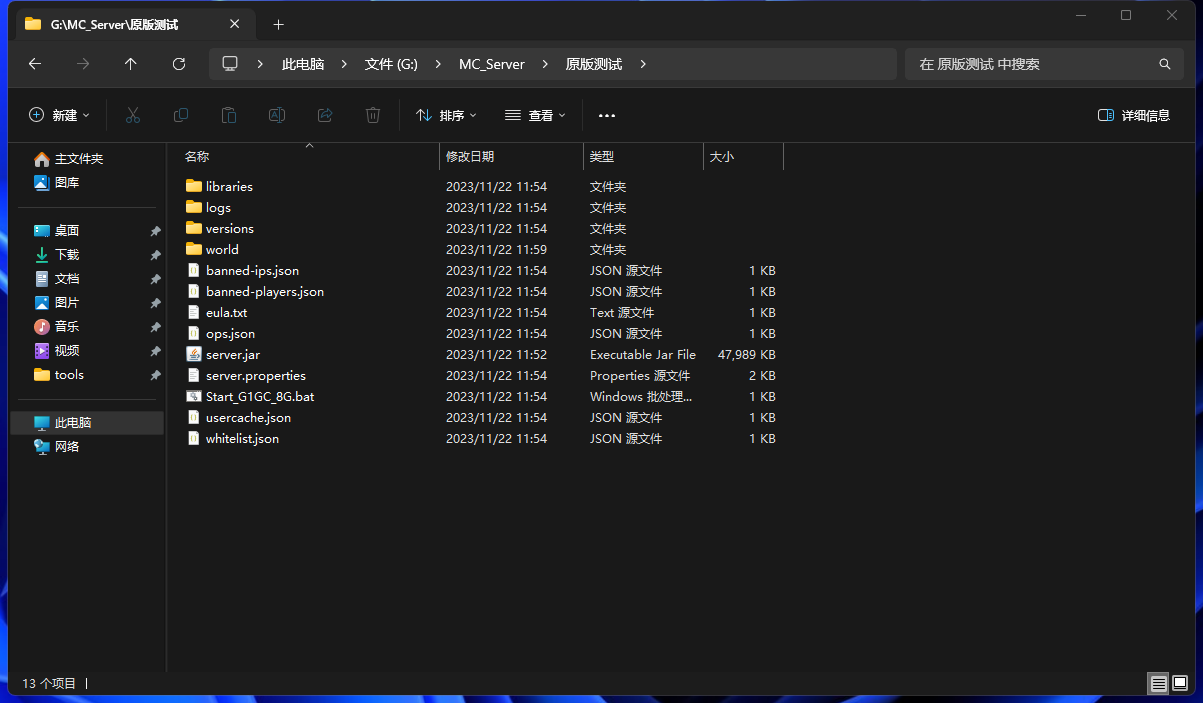 G:\MC_Server\原版测试
此电脑 文件 (G:) MC_Server 原版测试
在 原版测试 中搜索
新建 排序 查看 详细信息
主文件夹
图库
桌面
下载
文档
图片
音乐
视频
tools
此电脑
网络
名称 修改日期 类型 大小
libraries 2023/11/22 11:54 文件夹
logs 2023/11/22 11:54 文件夹
versions 2023/11/22 11:54 文件夹
world 2023/11/22 11:59 文件夹
banned-ips.json 2023/11/22 11:54 JSON 源文件 1 KB
banned-players.json 2023/11/22 11:54 JSON 源文件 1 KB
eula.txt 2023/11/22 11:54 Text 源文件 1 KB
ops.json 2023/11/22 11:54 JSON 源文件 1 KB
server.jar 2023/11/22 11:52 Executable Jar File 47,989 KB
server.properties 2023/11/22 11:54 Properties 源文件 2 KB
Start_G1GC_8G.bat 2023/11/22 11:54 Windows 批处理... 1 KB
usercache.json 2023/11/22 11:54 JSON 源文件 1 KB
whitelist.json 2023/11/22 11:54 JSON 源文件 1 KB
13 个项目